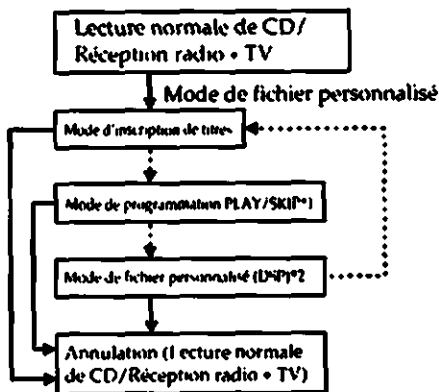 Lecture normale de CD/
Réception radio • TV
Mode de fichier personnalisé
Mode d'inscription de titres
Mode de programmation PLAY/SKIP*1
Mode de fichier personnalisé (DSP)*2
Annulation (Lecture normale
de CD/Réception radio • TV)